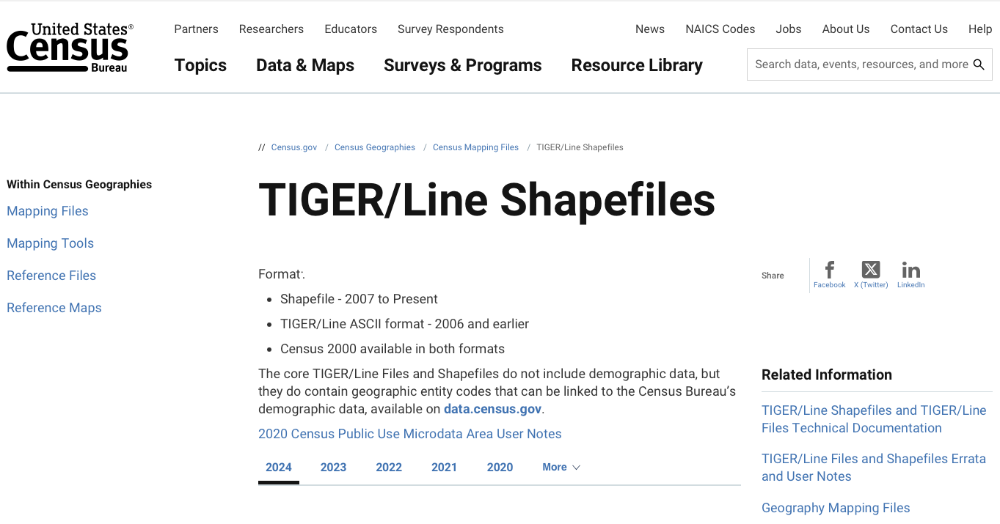 United States®
Census
Bureau
Partners Researchers Educators Survey Respondents
News NAICS Codes Jobs About Us Contact Us Help
Topics Data & Maps Surveys & Programs Resource Library
Search data, events, resources, and more
// Census.gov / Census Geographies / Census Mapping Files / TIGER/Line Shapefiles
Within Census Geographies
Mapping Files
Mapping Tools
Reference Files
Reference Maps
TIGER/Line Shapefiles
Format:.
• Shapefile - 2007 to Present
• TIGER/Line ASCII format - 2006 and earlier
• Census 2000 available in both formats
The core TIGER/Line Files and Shapefiles do not include demographic data, but
they do contain geographic entity codes that can be linked to the Census Bureau’s
demographic data, available on data.census.gov.
2020 Census Public Use Microdata Area User Notes
2024 2023 2022 2021 2020 More
Share
Facebook X (Twitter) LinkedIn
Related Information
TIGER/Line Shapefiles and TIGER/Line
Files Technical Documentation
TIGER/Line Files and Shapefiles Errata
and User Notes
Geography Mapping Files